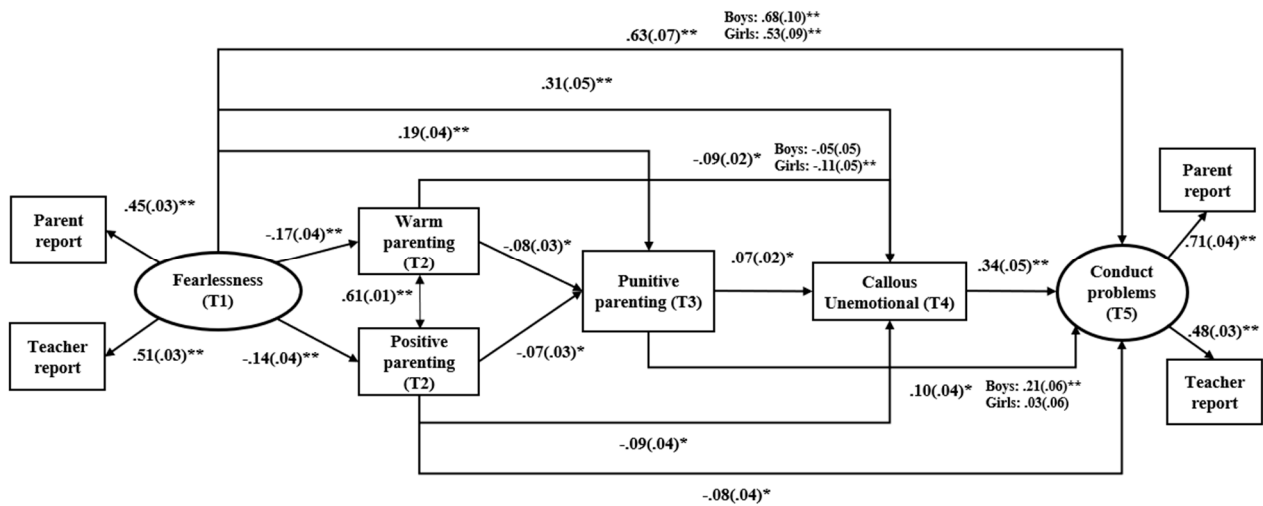 .63(.07)**
Boys: .68(.10)**
Girls: .53(.09)**
.31(.05)**
.19(.04)**
-.09(.02)*
Boys: -.05(.05)
Girls: -.11(.05)**
Parent
report
.45(.03)**
Fearlessness
(T1)
Teacher
report
.51(.03)**
-.17(.04)**
-.14(.04)**
Warm
parenting
(T2)
.61(.01)**
Positive
parenting
(T2)
-.08(.03)*
-.07(.03)*
Punitive
parenting (T3)
.07(.02)*
Callous
Unemotional (T4)
.34(.05)**
Conduct
problems
(T5)
Parent
report
.71(.04)**
.48(.03)**
Teacher
report
.10(.04)*
Boys: .21(.06)**
Girls: .03(.06)
-.09(.04)*
-.08(.04)*